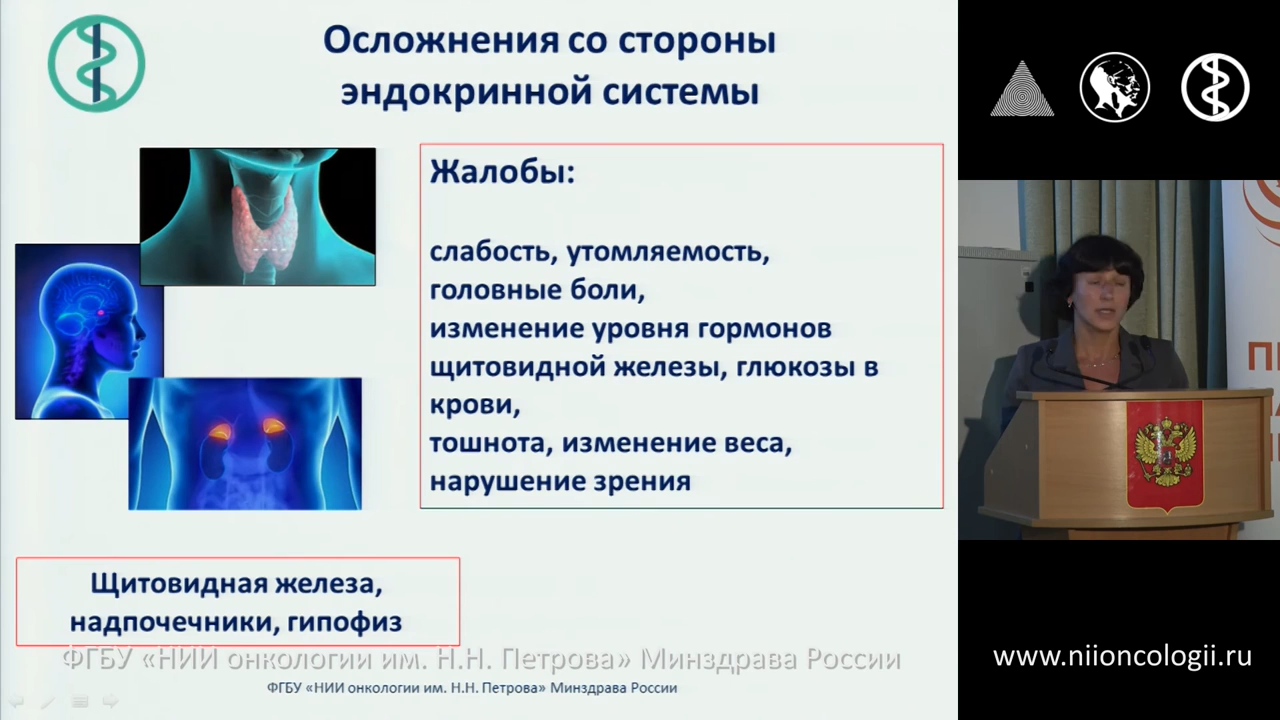 Осложнения со стороны
эндокринной системы
Жалобы:
слабость, утомляемость,
головные боли,
изменение уровня гормонов
щитовидной железы, глюкозы в
крови,
тошнота, изменение веса,
нарушение зрения
Щитовидная железа,
надпочечники, гипофиз
ФГБУ «НИИ онкологии им. Н.Н. Петрова» Минздрава России
ФГБУ «НИИ онкологии им. Н.Н. Петрова» Минздрава России
www.niioncologii.ru